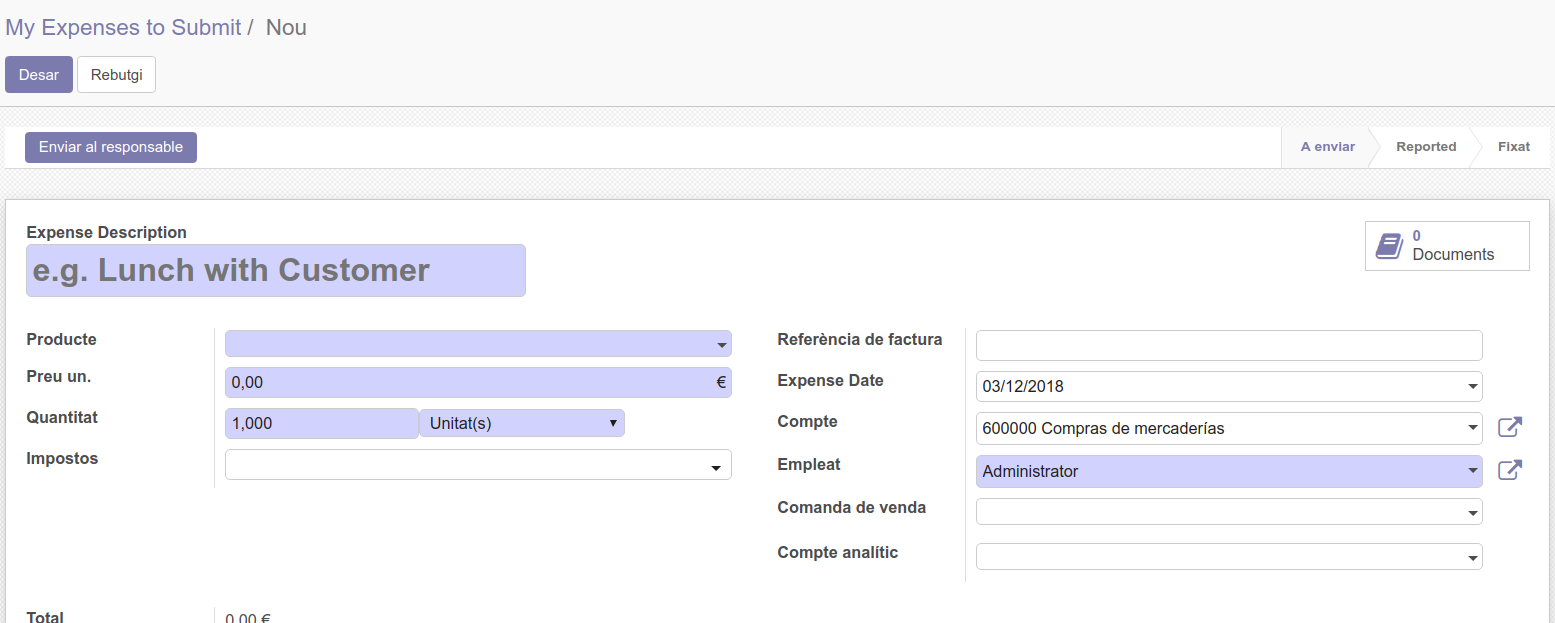 My Expenses to Submit / Nou
Desar Rebutgi
Enviar al responsable A enviar Reported Fixat
Expense Description
e.g. Lunch with Customer
0
Documents
Producte
Preu un. 0,00 €
Quantitat 1,000 Unitat(s)
Impostos
Referència de factura
Expense Date 03/12/2018
Compte 600000 Compras de mercaderías
Empleat Administrator
Comanda de venda
Compte analític
Total 0,00 €